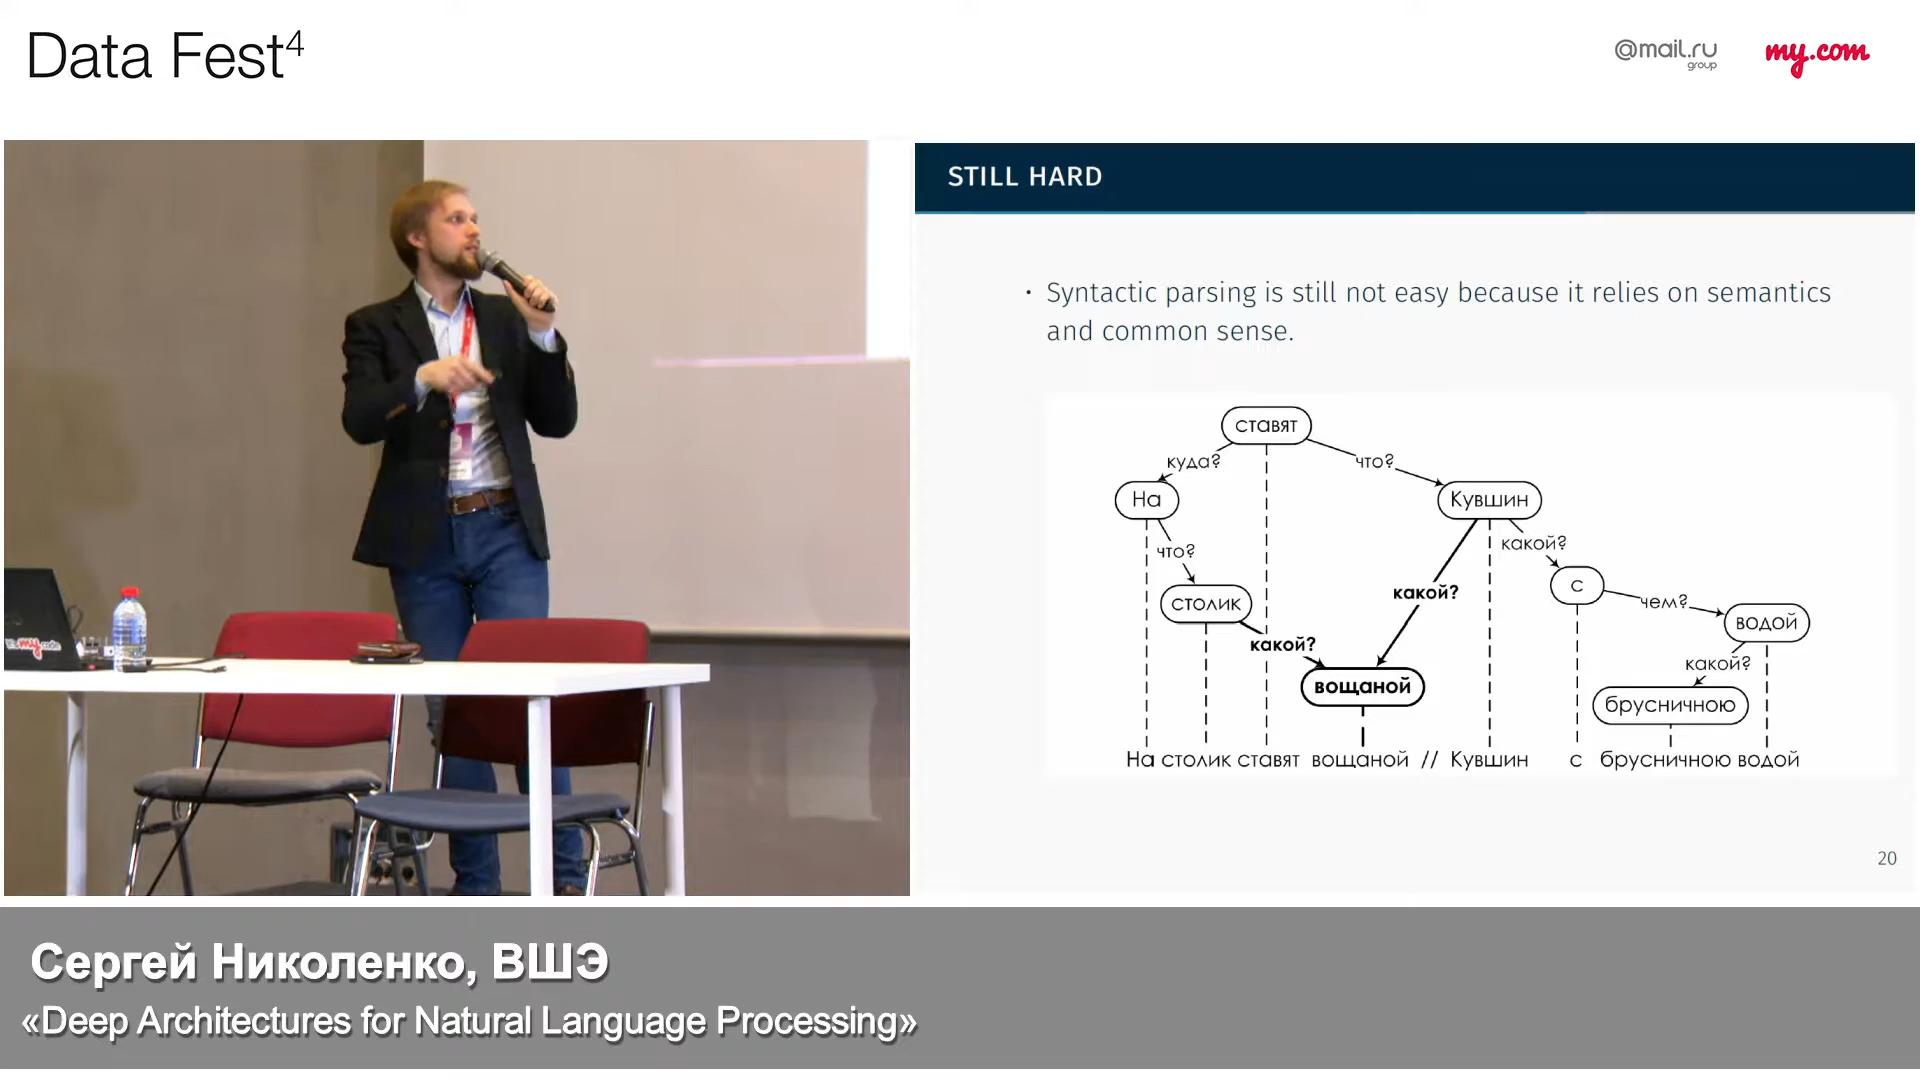 Data Fest⁴
@mail.ru
group
my.com
STILL HARD
· Syntactic parsing is still not easy because it relies on semantics
and common sense.
ставят
куда?
что?
На
Кувшин
что?
какой?
столик
какой?
с
чем?
водой
какой?
вощаной
какой?
брусничною
На столик ставят вощаной // Кувшин с брусничною водой
20
Сергей Николенко, ВШЭ
«Deep Architectures for Natural Language Processing»